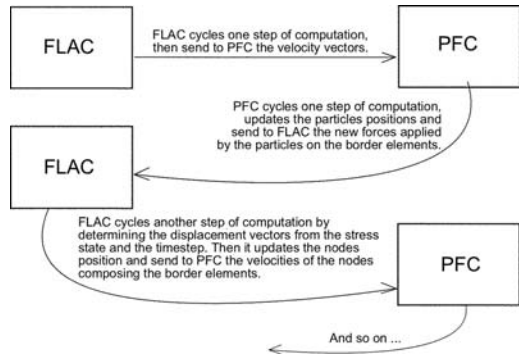 FLAC
FLAC cycles one step of computation,
then send to PFC the velocity vectors.
PFC
PFC cycles one step of computation,
updates the particles positions and
send to FLAC the new forces applied
by the particles on the border elements.
FLAC
FLAC cycles another step of computation by
determining the displacement vectors from the stress
state and the timestep. Then it updates the nodes
position and send to PFC the velocities of the nodes
composing the border elements.
PFC
And so on ...